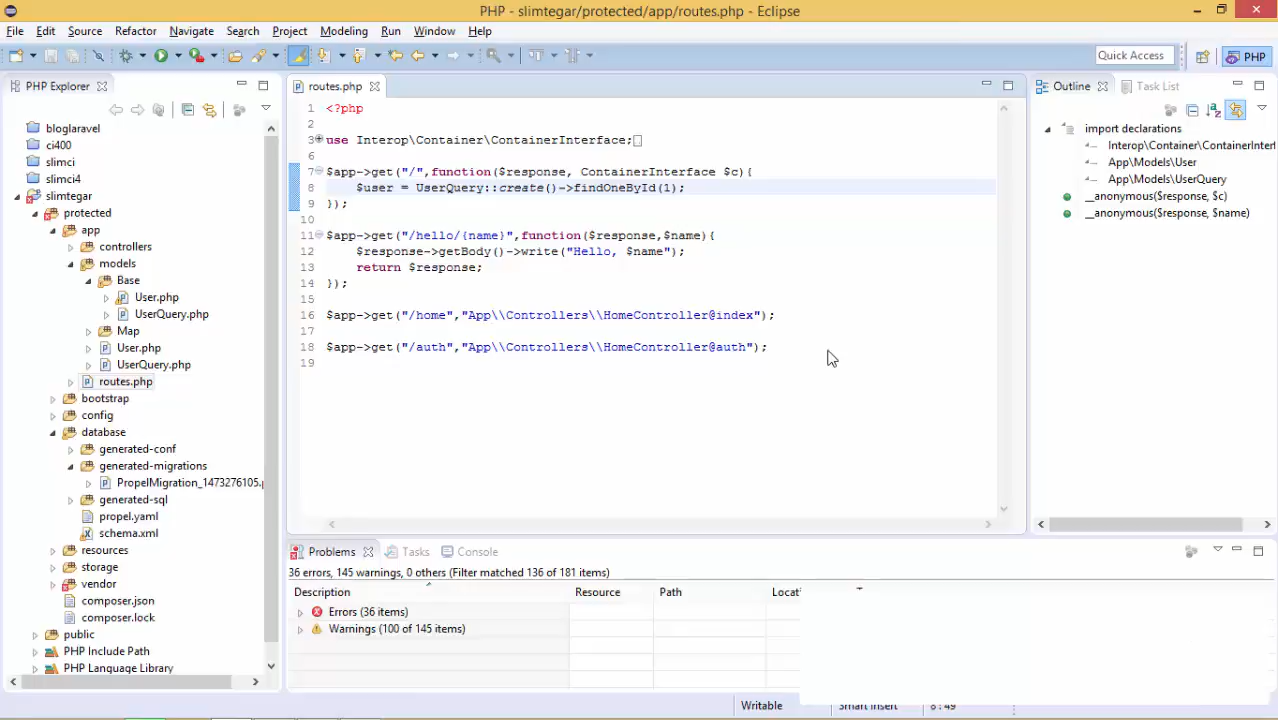 PHP - slimtegar/protected/app/routes.php - Eclipse
File Edit Source Refactor Navigate Search Project Modeling Run Window Help
Quick Access
PHP
PHP Explorer
bloglaravel
ci400
slimci
slimci4
slimtegar
protected
app
controllers
models
Base
User.php
UserQuery.php
Map
User.php
UserQuery.php
routes.php
bootstrap
config
database
generated-conf
generated-migrations
PropelMigration_1473276105.p
generated-sql
propel.yaml
schema.xml
resources
storage
vendor
composer.json
composer.lock
public
PHP Include Path
PHP Language Library
routes.php
1 <?php
2
3 use Interop\Container\ContainerInterface;
6
7 $app->get("/",function($response, ContainerInterface $c){
8 $user = UserQuery::create()->findOneById(1);
9 });
10
11 $app->get("/hello/{name}",function($response,$name){
12 $response->getBody()->write("Hello, $name");
13 return $response;
14 });
15
16 $app->get("/home","App\\Controllers\\HomeController@index");
17
18 $app->get("/auth","App\\Controllers\\HomeController@auth");
19
Outline Task List
import declarations
Interop\Container\ContainerInterf
App\Models\User
App\Models\UserQuery
__anonymous($response, $c)
__anonymous($response, $name)
Problems Tasks Console
36 errors, 145 warnings, 0 others (Filter matched 136 of 181 items)
Description Resource Path Locati
Errors (36 items)
Warnings (100 of 145 items)
Writable Smart Insert 8:49